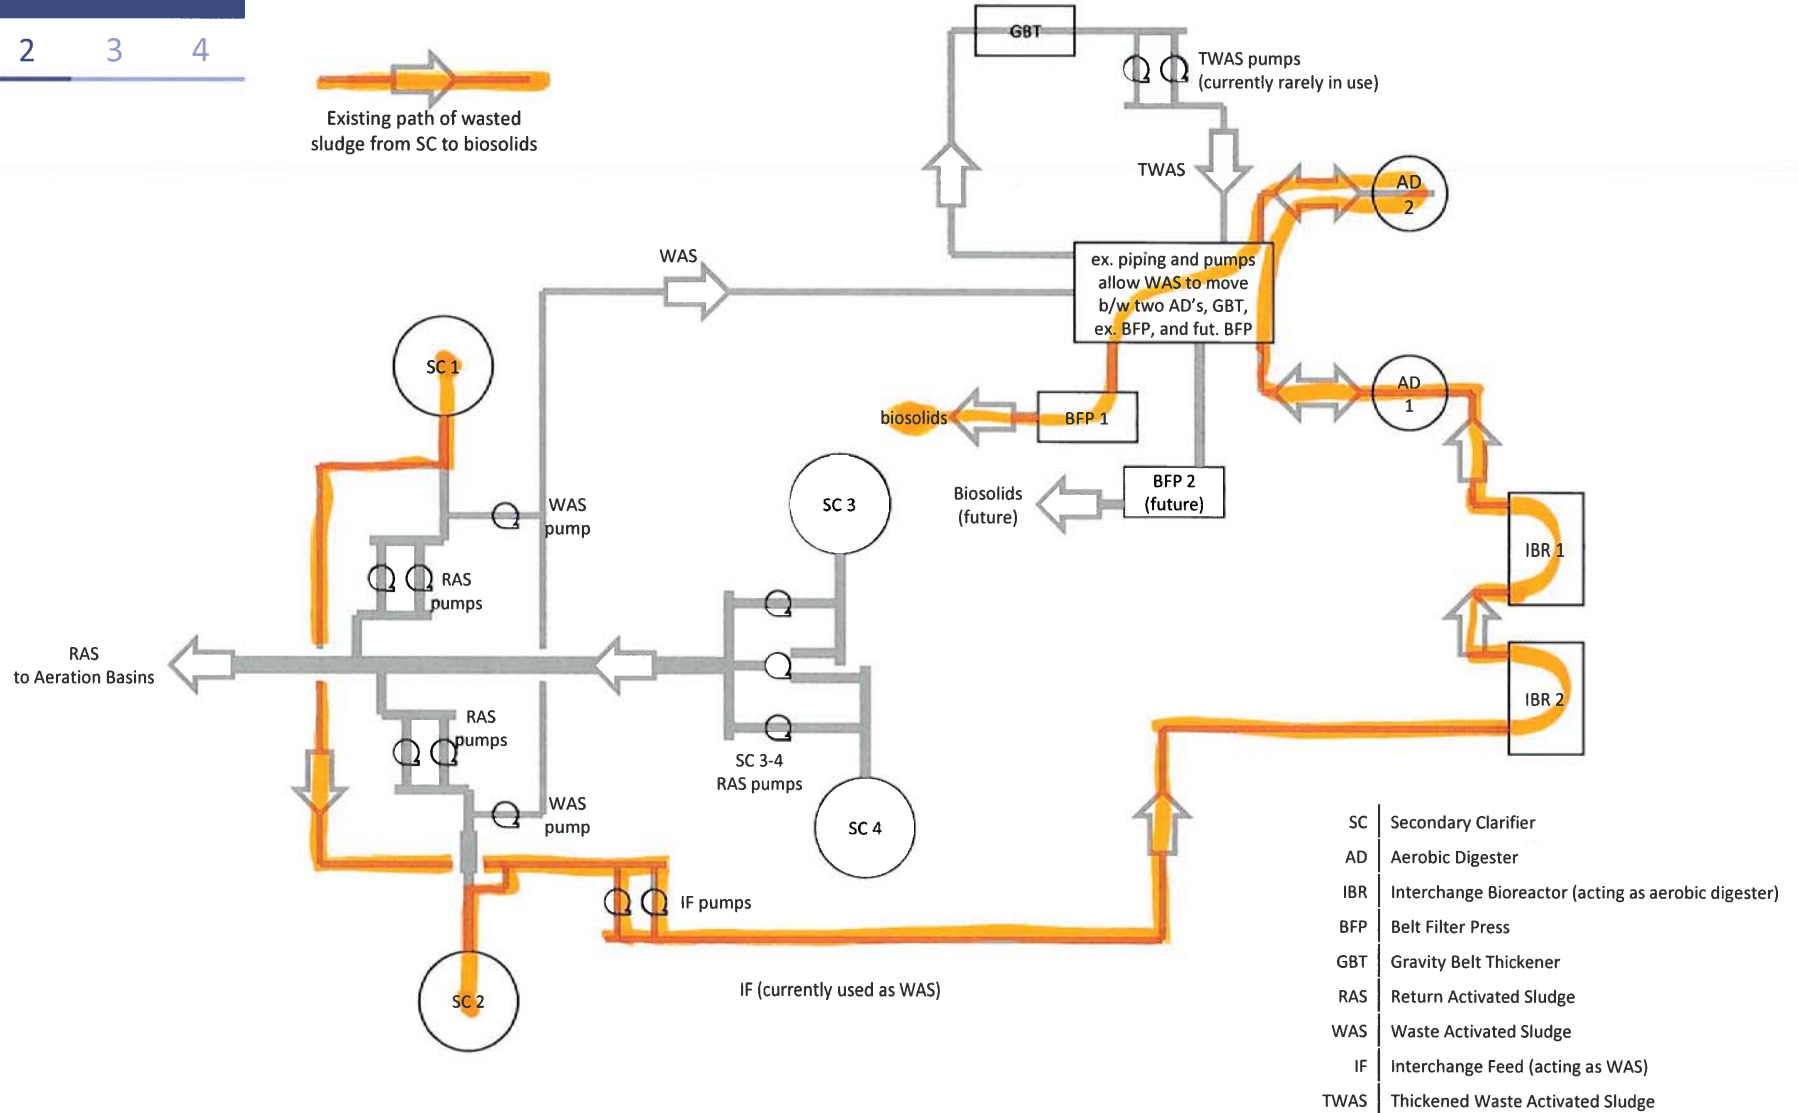 2 3 4
Existing path of wasted
sludge from SC to biosolids
GBT
TWAS pumps
(currently rarely in use)
TWAS
AD
2
WAS
ex. piping and pumps
allow WAS to move
b/w two AD's, GBT,
ex. BFP, and fut. BFP
SC 1
AD
1
biosolids
BFP 1
BFP 2
(future)
Biosolids
(future)
SC 3
WAS
pump
IBR 1
RAS
pumps
RAS
to Aeration Basins
IBR 2
RAS
pumps
SC 3-4
RAS pumps
WAS
pump
SC 4
IF pumps
SC 2
IF (currently used as WAS)
SC Secondary Clarifier
AD Aerobic Digester
IBR Interchange Bioreactor (acting as aerobic digester)
BFP Belt Filter Press
GBT Gravity Belt Thickener
RAS Return Activated Sludge
WAS Waste Activated Sludge
IF Interchange Feed (acting as WAS)
TWAS Thickened Waste Activated Sludge